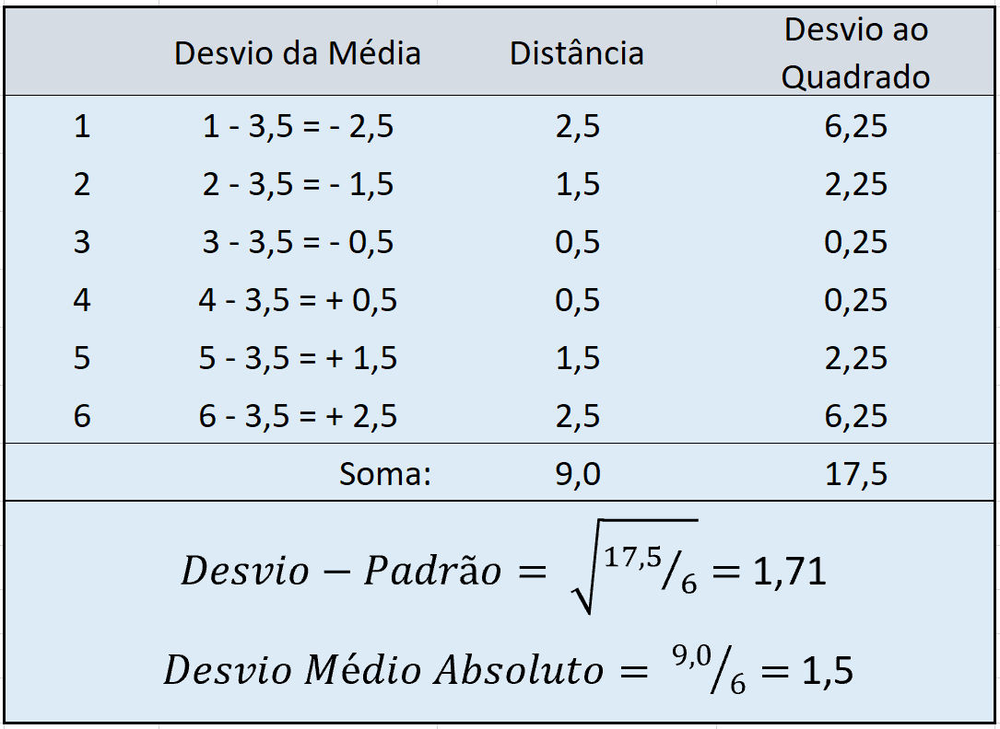 Desvio da Média Distância Desvio ao
Quadrado
1 1 - 3,5 = - 2,5 2,5 6,25
2 2 - 3,5 = - 1,5 1,5 2,25
3 3 - 3,5 = - 0,5 0,5 0,25
4 4 - 3,5 = + 0,5 0,5 0,25
5 5 - 3,5 = + 1,5 1,5 2,25
6 6 - 3,5 = + 2,5 2,5 6,25
Soma: 9,0 17,5
Desvio − Padrão = √17,5/6 = 1,71
Desvio Médio Absoluto = 9,0/6 = 1,5